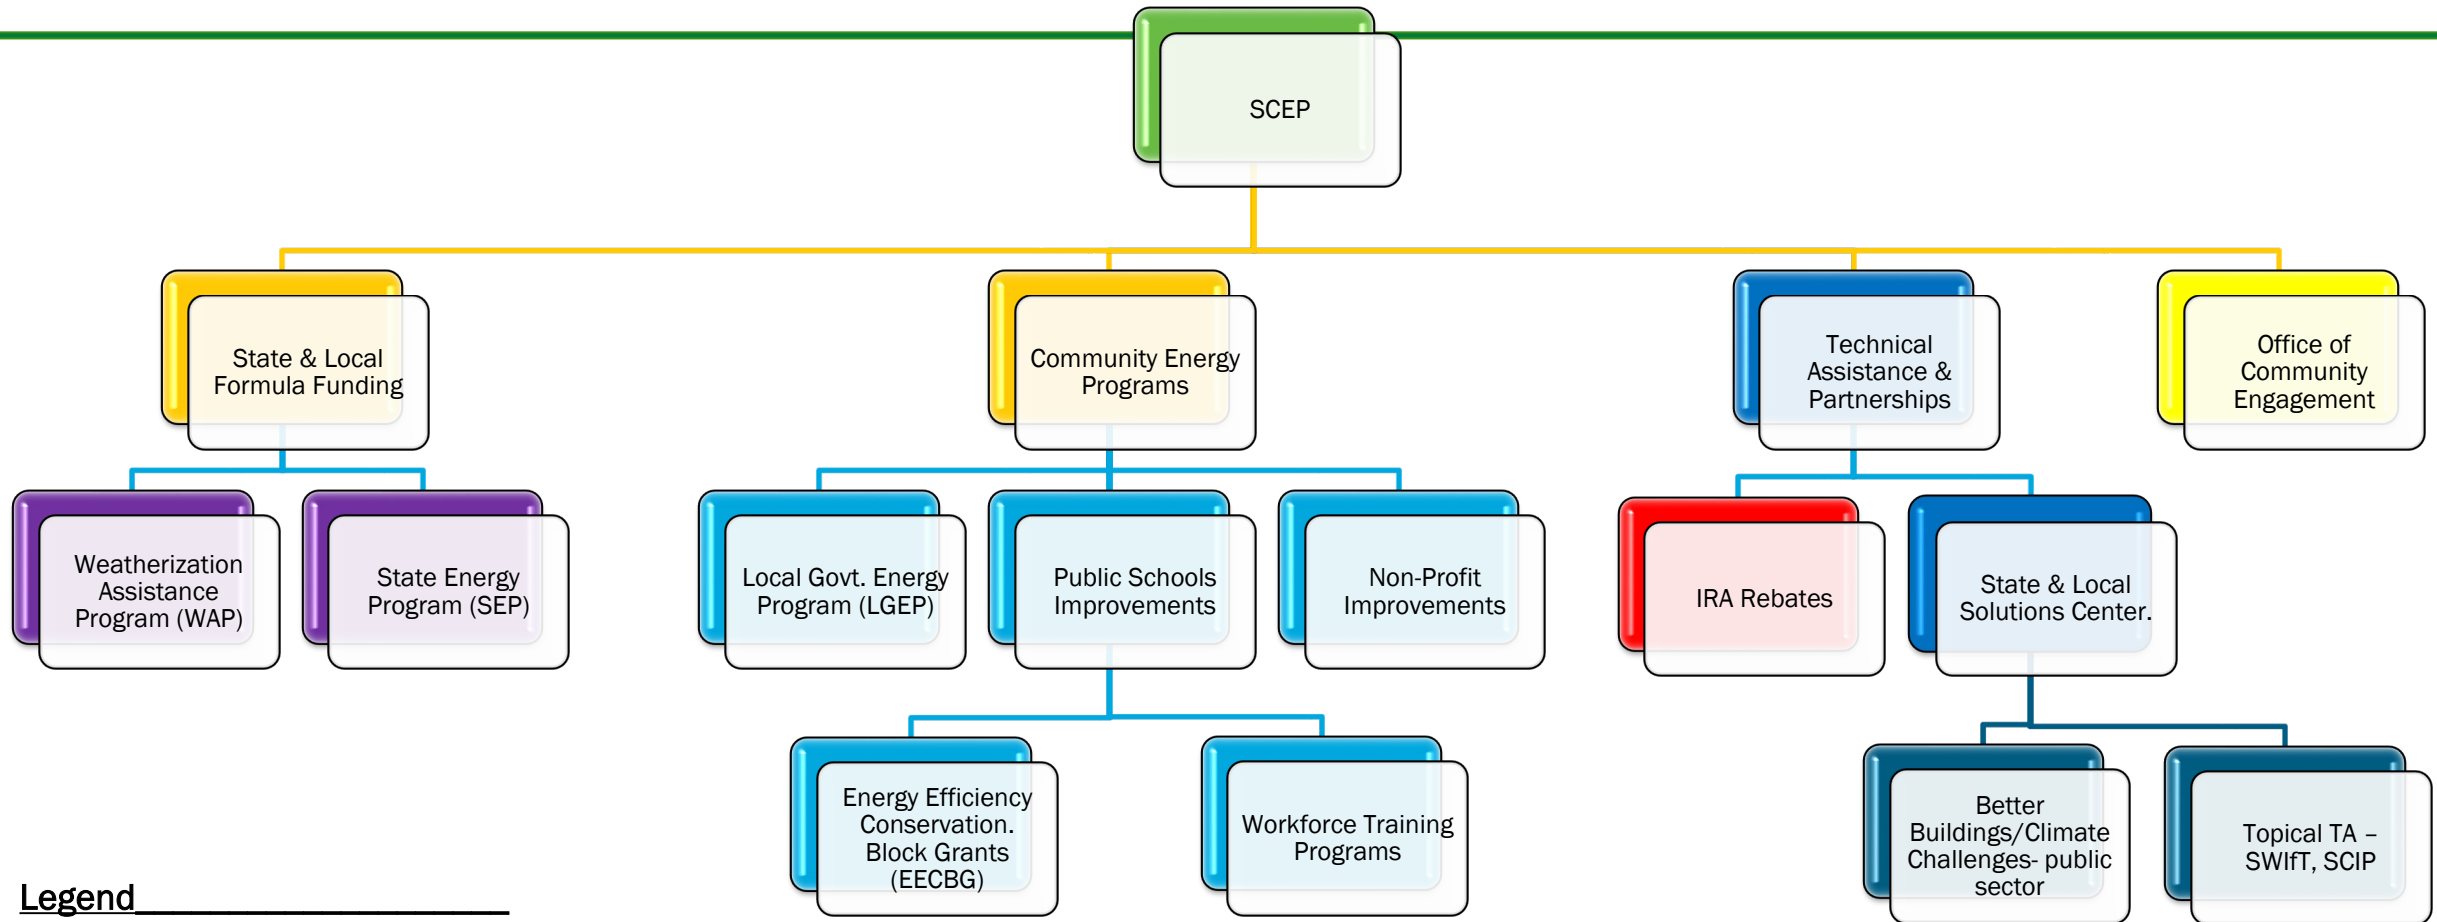 SCEP
State & Local
Formula Funding
Community Energy
Programs
Technical
Assistance &
Partnerships
Office of
Community
Engagement
Weatherization
Assistance
Program (WAP)
State Energy
Program (SEP)
Local Govt. Energy
Program (LGEP)
Public Schools
Improvements
Non-Profit
Improvements
IRA Rebates
State & Local
Solutions Center.
Energy Efficiency
Conservation.
Block Grants
(EECBG)
Workforce Training
Programs
Better
Buildings/Climate
Challenges- public
sector
Topical TA –
SWIfT, SCIP
Legend